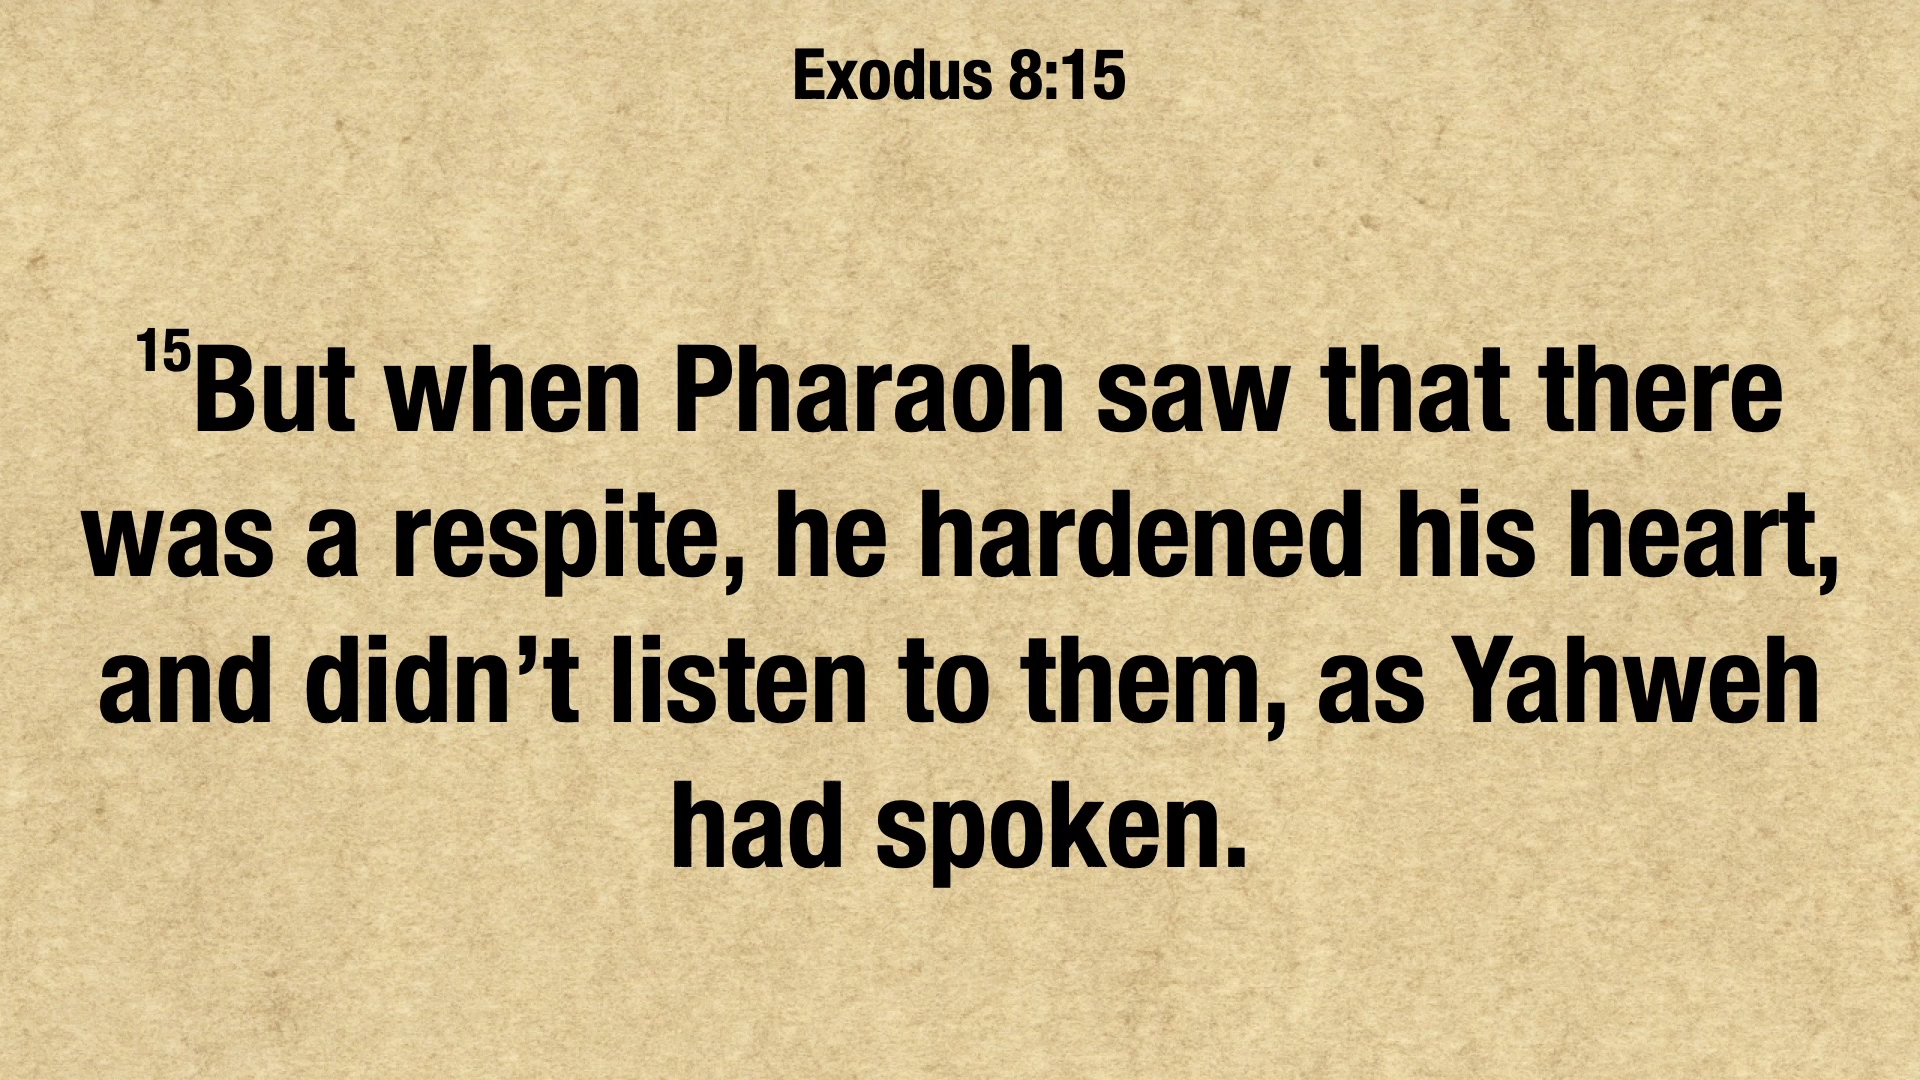 Exodus 8:15
15But when Pharaoh saw that there
was a respite, he hardened his heart,
and didn’t listen to them, as Yahweh
had spoken.